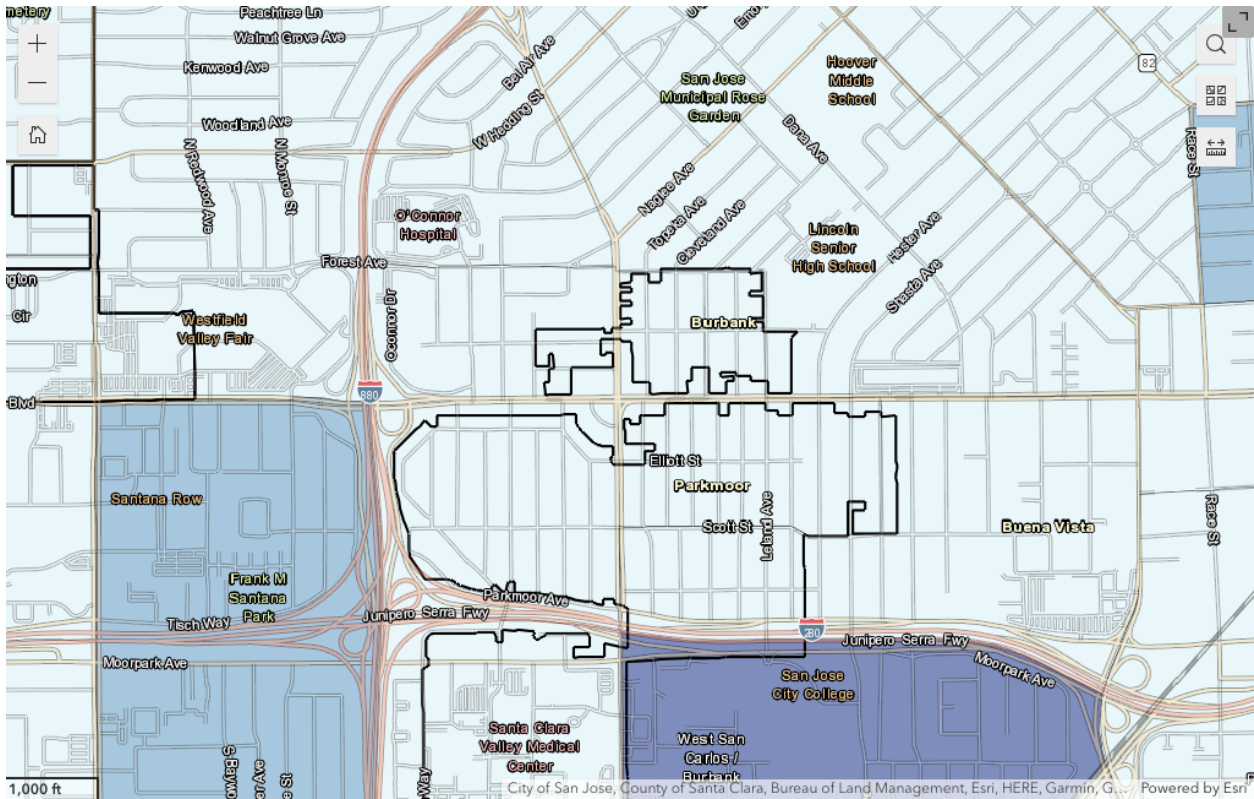 metery
Peachtree Ln
Walnut Grove Ave
Kenwood Ave
Woodland Ave
N Redwood Ave
N Monroe St
Bel Air Ave
W Hedding St
San Jose
Municipal Rose
Garden
Hoover
Middle
School
82
Dana Ave
Race St
Naglee Ave
Topeka Ave
Cleveland Ave
Lincoln
Senior
High School
Hester Ave
Shasta Ave
O'Connor
Hospital
Forest Ave
Oconnor Dr
ngton
Cir
Westfield
Valley Fair
Burbank
Blvd
880
Elliott St
Parkmoor
Scott St
Leland Ave
Buena Vista
Race St
Santana Row
Frank M
Santana
Park
Tisch Way
Junipero Serra Fwy
Parkmoor Ave
280
Junipero Serra Fwy
Moorpark Ave
Moorpark Ave
San Jose
City College
Santa Clara
Valley Medical
Center
West San
Carlos /
Burbank
S Baywo
Way
1,000 ft
City of San Jose, County of Santa Clara, Bureau of Land Management, Esri, HERE, Garmin, G...
Powered by Esri